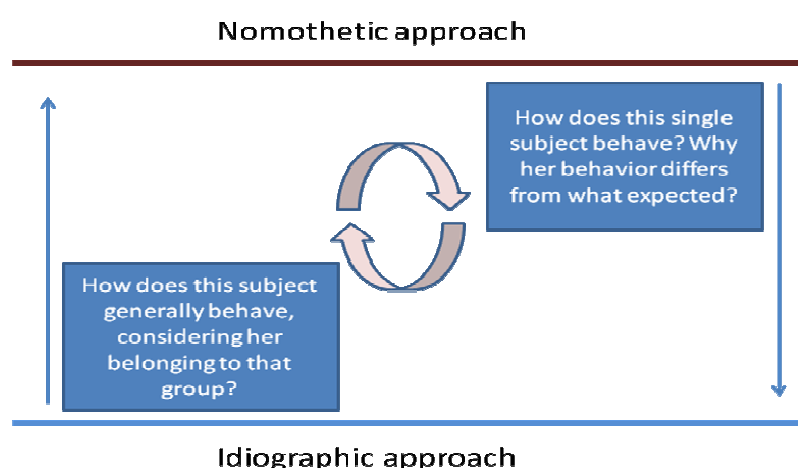 Nomothetic approach
How does this single
subject behave? Why
her behavior differs
from what expected?
How does this subject
generally behave,
considering her
belonging to that
group?
Idiographic approach